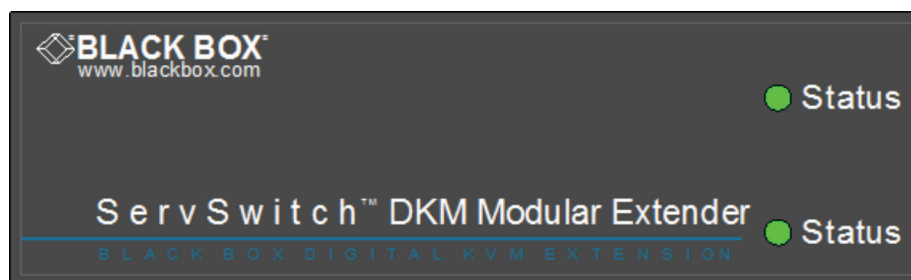 BLACK BOX®
www.blackbox.com
Status
ServSwitch™ DKM Modular Extender
Status
BLACK BOX DIGITAL KVM EXTENSION